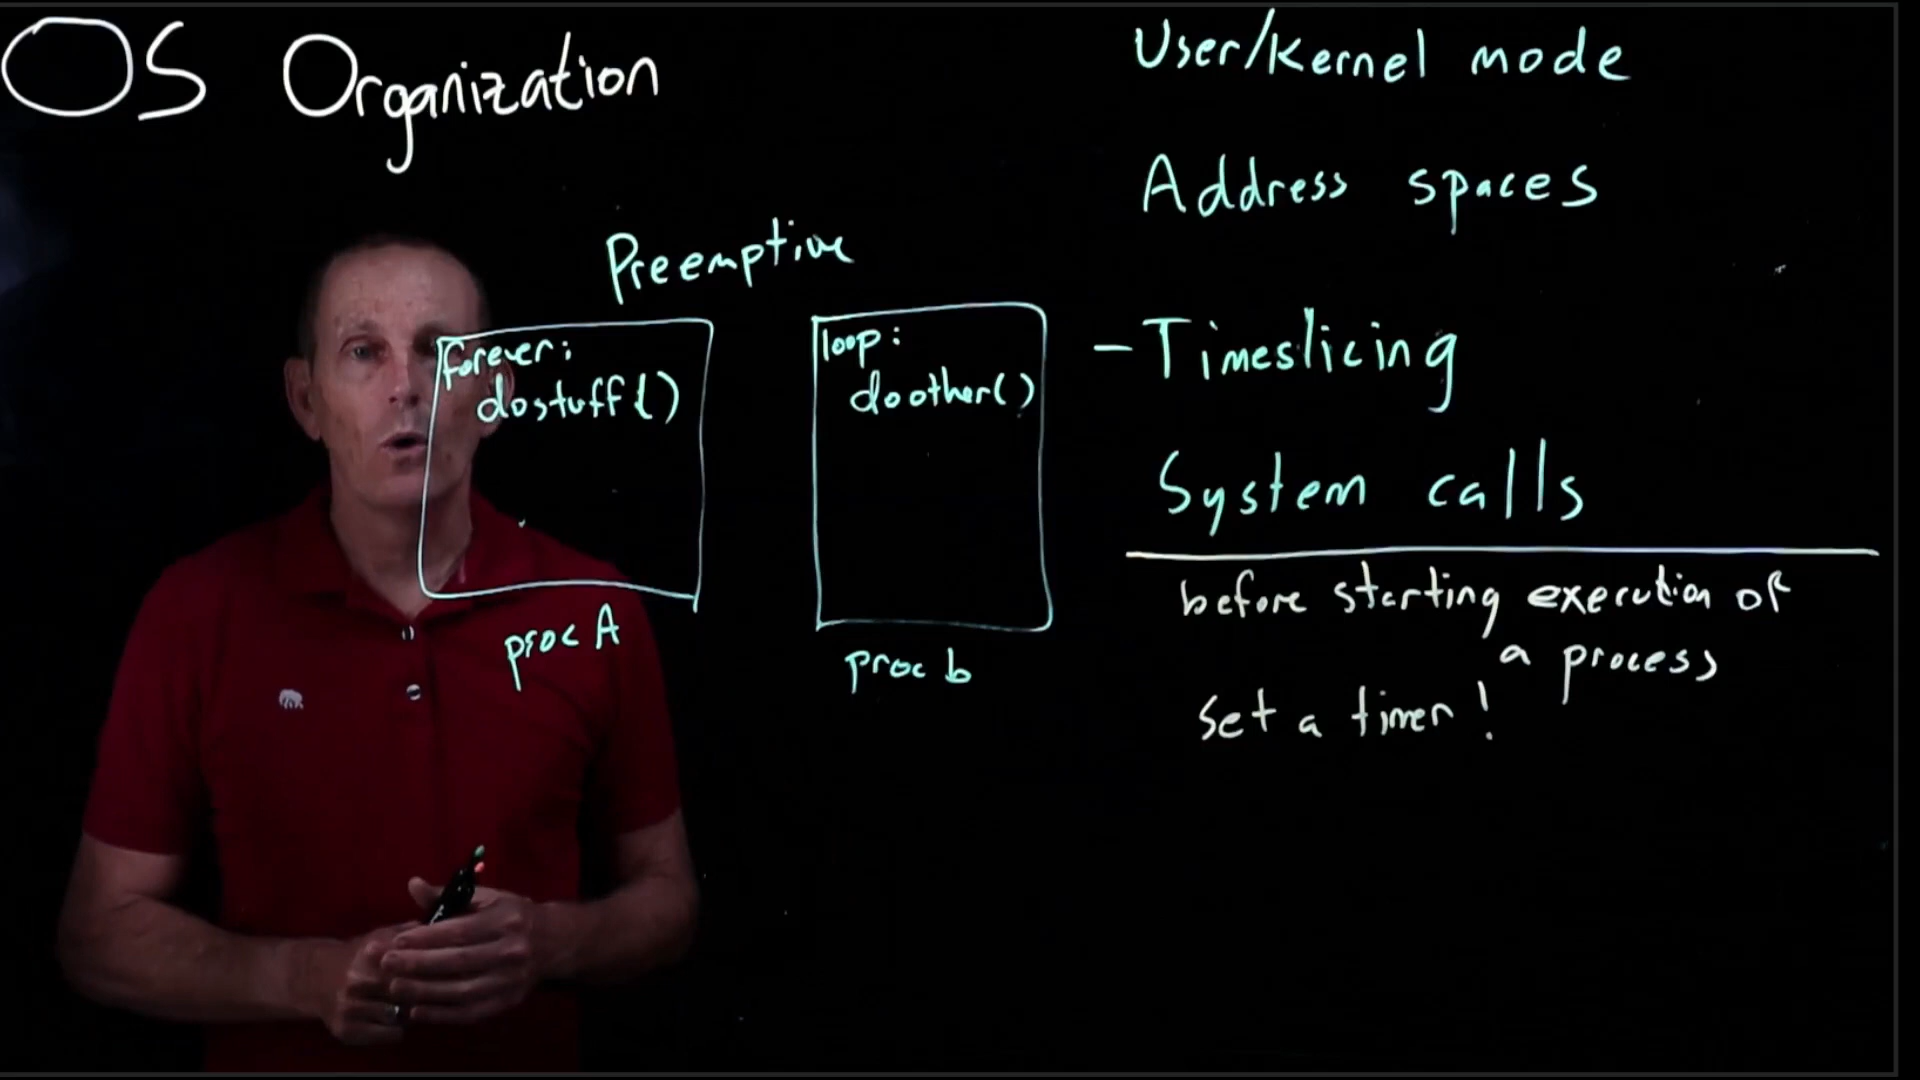 OS Organization
Preemptive
forever:
dostuff()
proc A
loop:
doother()
proc b
User/Kernel mode
Address spaces
- Timeslicing
System calls
before starting execution of
a process
set a timer!